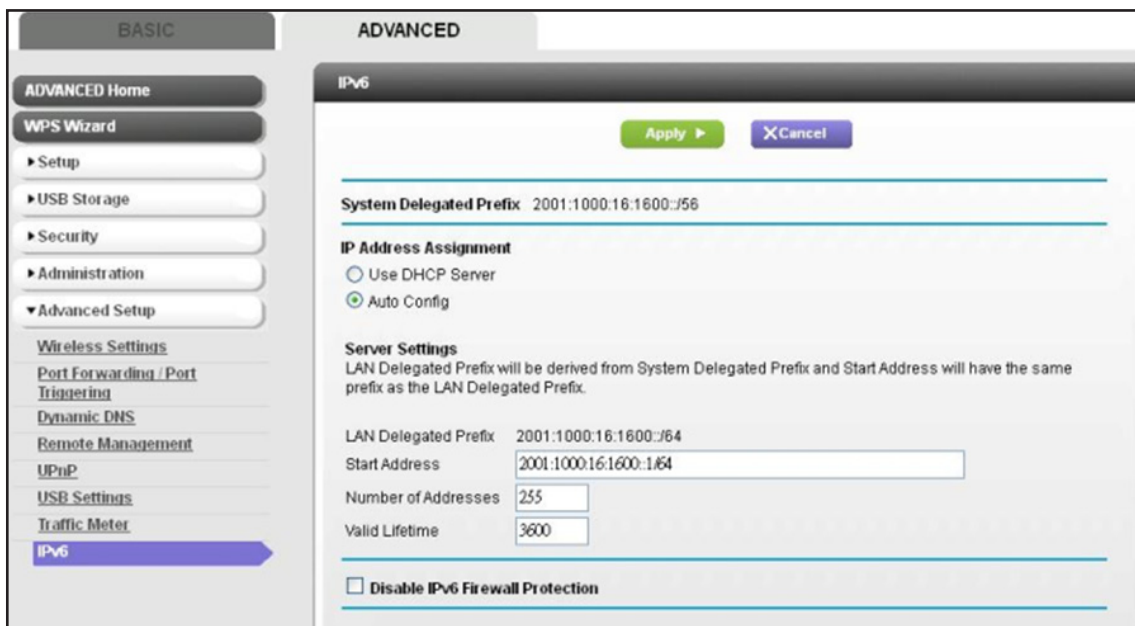 BASIC
ADVANCED
ADVANCED Home
WPS Wizard
Setup
USB Storage
Security
Administration
Advanced Setup
Wireless Settings
Port Forwarding / Port
Triggering
Dynamic DNS
Remote Management
UPnP
USB Settings
Traffic Meter
IPv6
IPv6
Apply
Cancel
System Delegated Prefix 2001:1000:16:1600::/56
IP Address Assignment
Use DHCP Server
Auto Config
Server Settings
LAN Delegated Prefix will be derived from System Delegated Prefix and Start Address will have the same
prefix as the LAN Delegated Prefix.
LAN Delegated Prefix 2001:1000:16:1600::/64
Start Address 2001:1000:16:1600::1/64
Number of Addresses 255
Valid Lifetime 3600
Disable IPv6 Firewall Protection